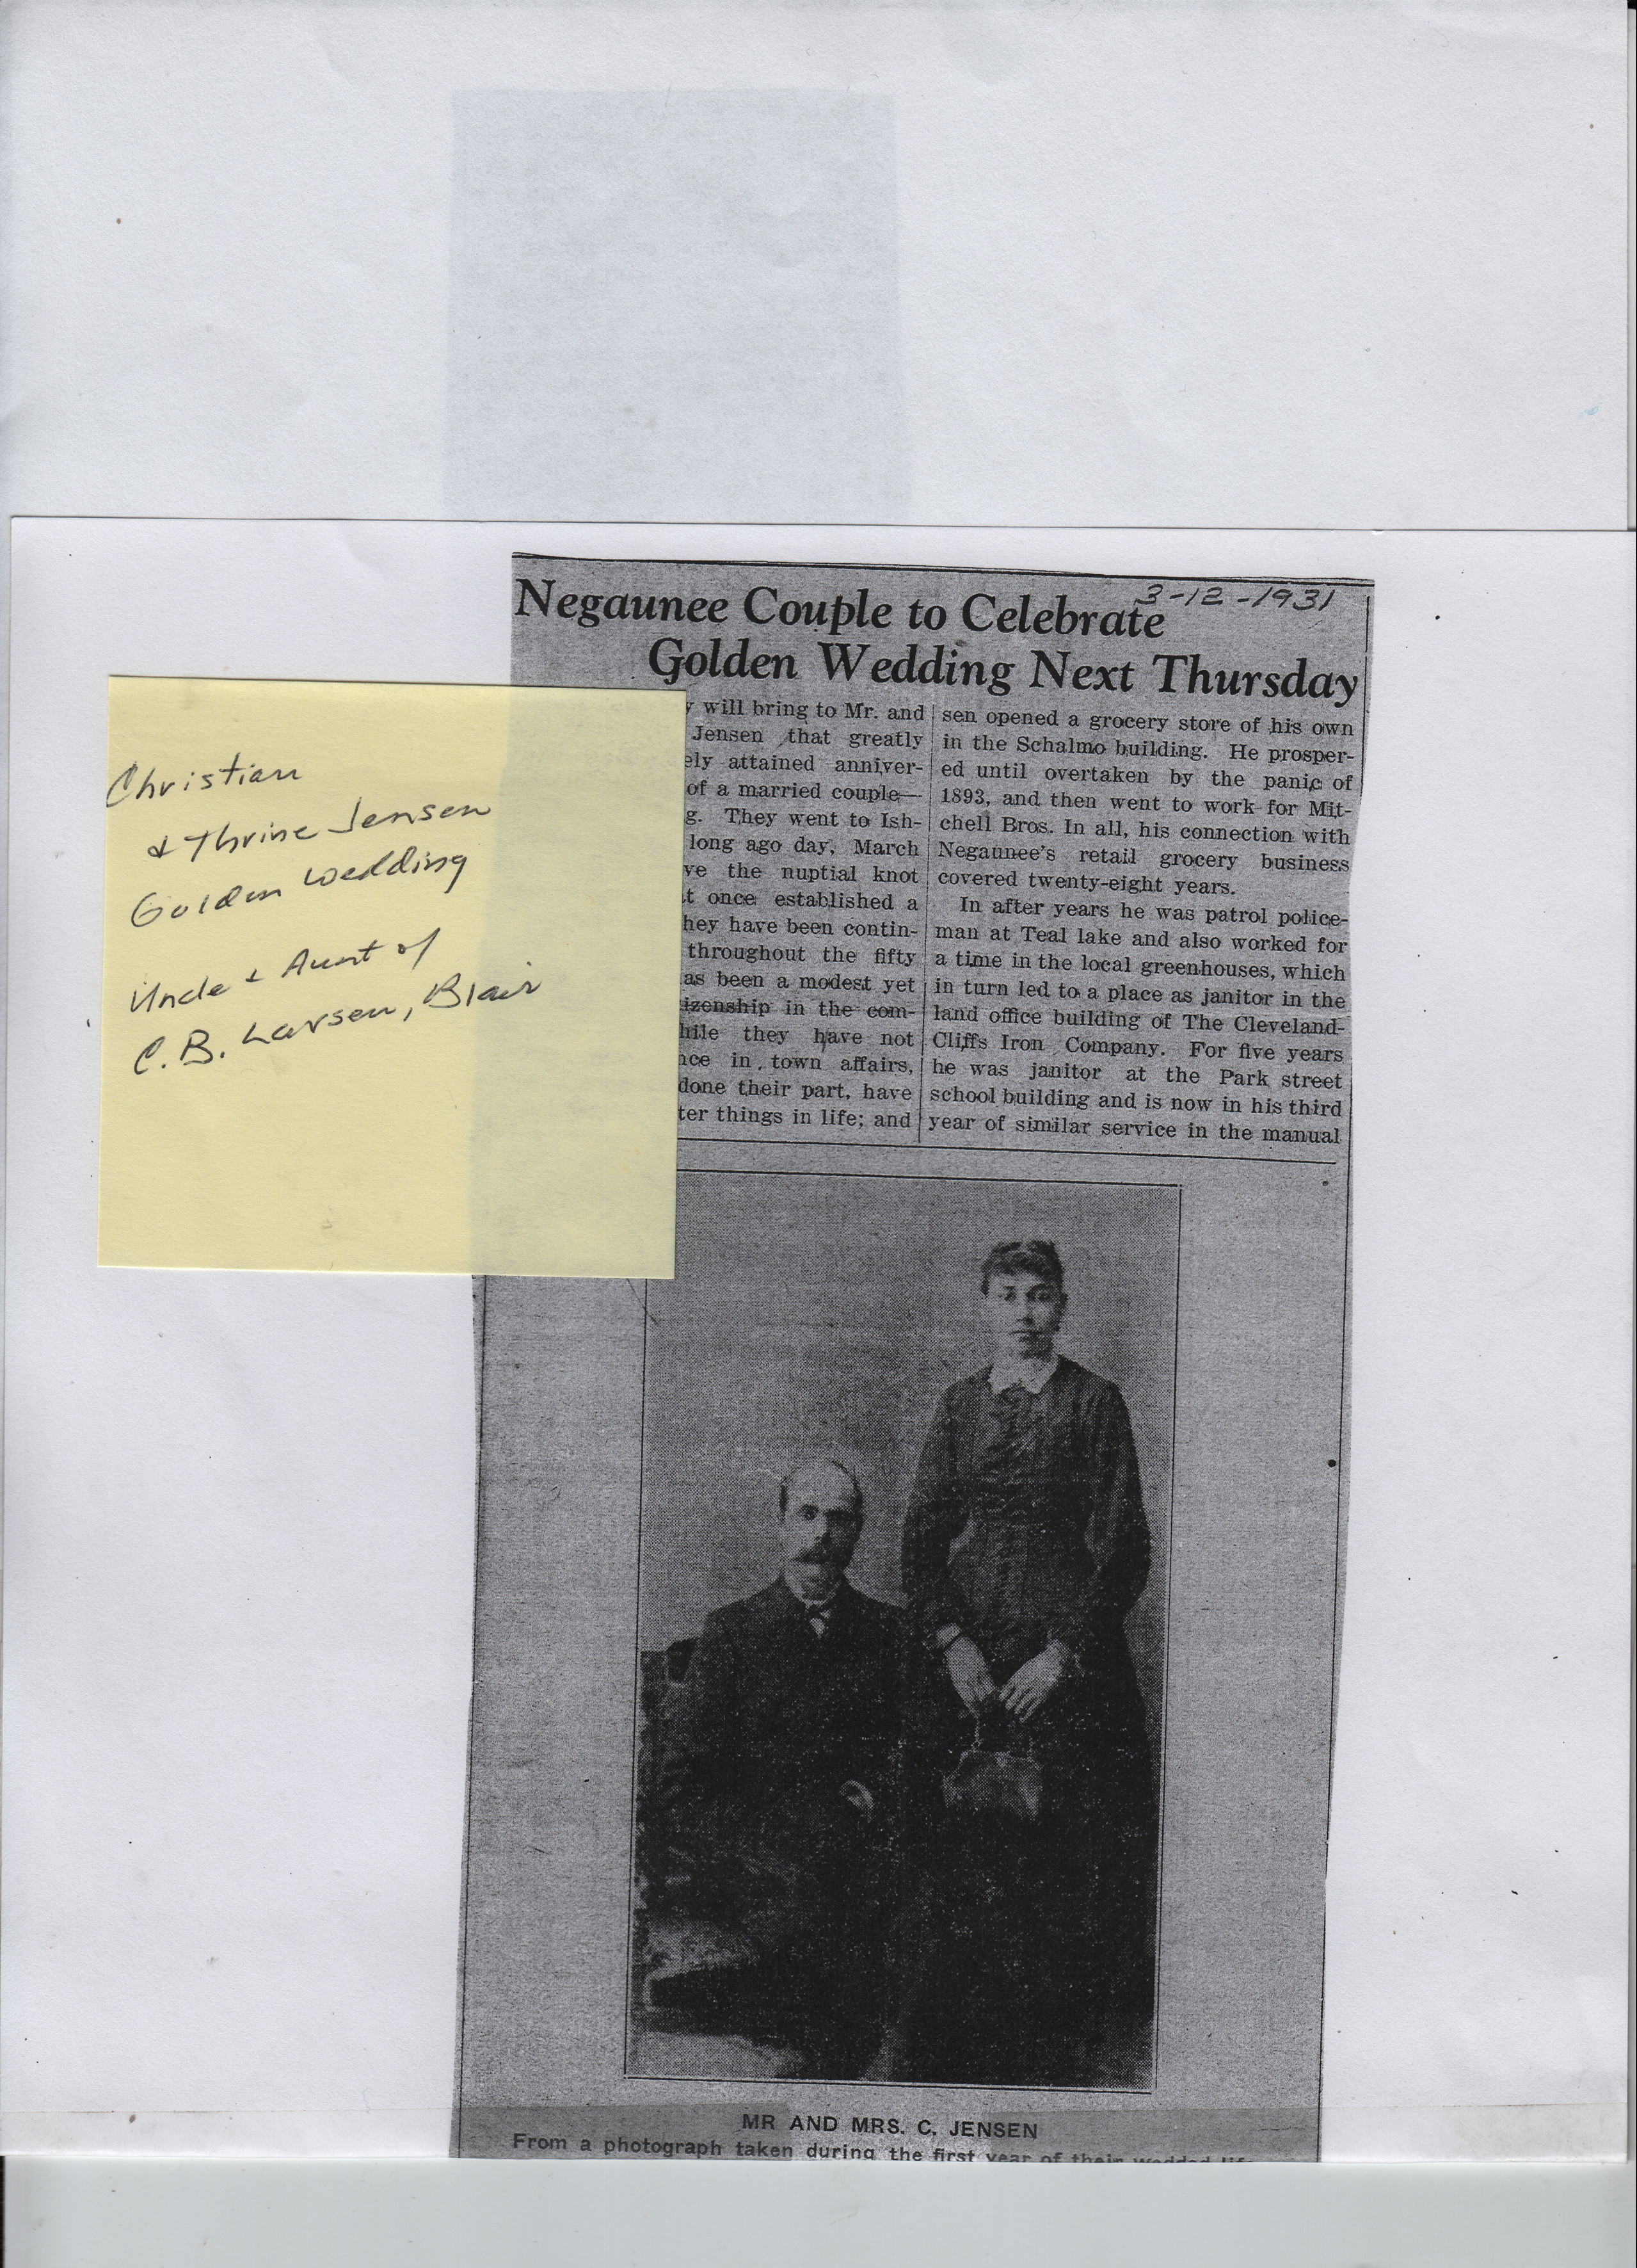 3-12-1931
Negaunee Couple to Celebrate
Golden Wedding Next Thursday
Christian
& Thrine Jensen
Golden Wedding
Uncle & Aunt of
C. B. Larsen, Blair
y will bring to Mr. and
Jensen that greatly
ely attained anniver-
of a married couple—
g. They went to Ish-
long ago day, March
ve the nuptial knot
t once established a
hey have been contin-
throughout the fifty
as been a modest yet
izenship in the com-
hile they have not
nce in town affairs,
done their part, have
ter things in life; and
sen opened a grocery store of his own
in the Schalmo building. He prosper-
ed until overtaken by the panic of
1893, and then went to work for Mit-
chell Bros. In all, his connection with
Negaunee's retail grocery business
covered twenty-eight years.
In after years he was patrol police-
man at Teal lake and also worked for
a time in the local greenhouses, which
in turn led to a place as janitor in the
land office building of The Cleveland-
Cliffs Iron Company. For five years
he was janitor at the Park street
school building and is now in his third
year of similar service in the manual
MR AND MRS. C. JENSEN
From a photograph taken during the first year of their wedded life